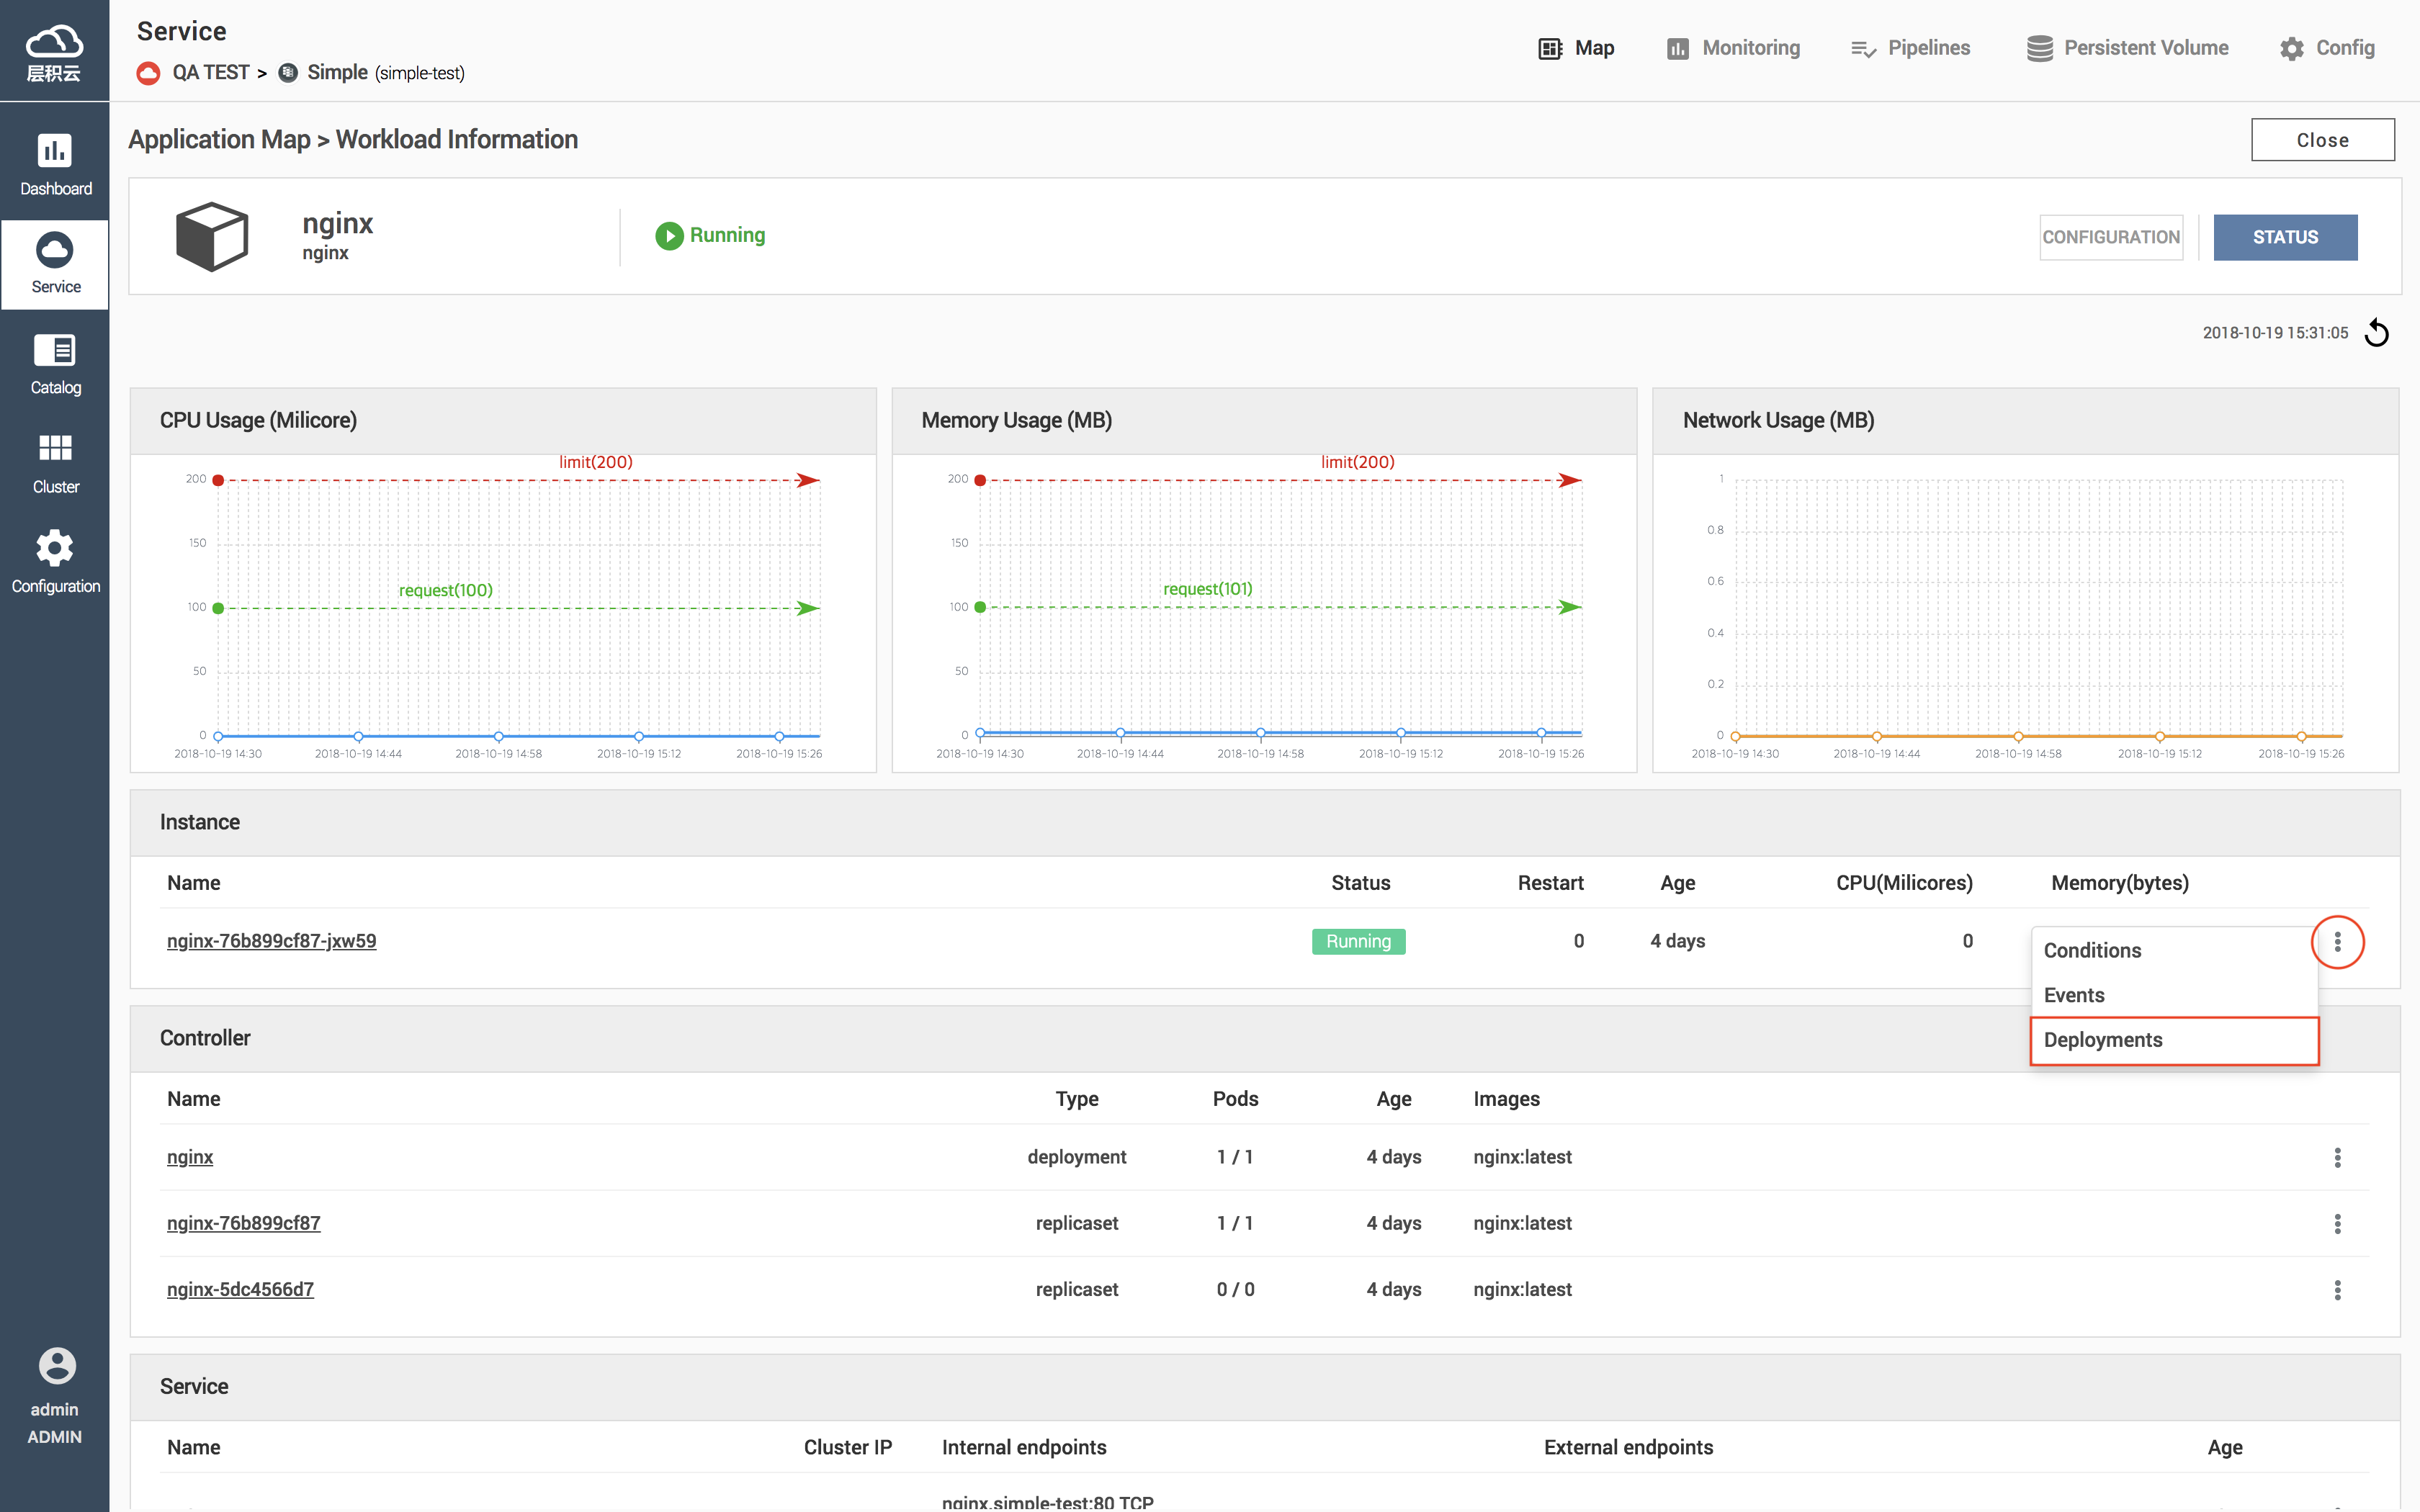 层积云
Service
QA TEST > Simple (simple-test)
Map
Monitoring
Pipelines
Persistent Volume
Config
Dashboard
Service
Catalog
Cluster
Configuration
admin
ADMIN
Application Map > Workload Information
Close
nginx
nginx
Running
CONFIGURATION
STATUS
2018-10-19 15:31:05
CPU Usage (Milicore)
limit(200)
200
150
request(100)
100
50
0
2018-10-19 14:30 2018-10-19 14:44 2018-10-19 14:58 2018-10-19 15:12 2018-10-19 15:26
Memory Usage (MB)
limit(200)
200
150
request(101)
100
50
0
2018-10-19 14:30 2018-10-19 14:44 2018-10-19 14:58 2018-10-19 15:12 2018-10-19 15:26
Network Usage (MB)
1
0.8
0.6
0.4
0.2
0
2018-10-19 14:30 2018-10-19 14:44 2018-10-19 14:58 2018-10-19 15:12 2018-10-19 15:26
Instance
Name Status Restart Age CPU(Milicores) Memory(bytes)
nginx-76b899cf87-jxw59 Running 0 4 days 0
Conditions
Events
Deployments
Controller
Name Type Pods Age Images
nginx deployment 1 / 1 4 days nginx:latest
nginx-76b899cf87 replicaset 1 / 1 4 days nginx:latest
nginx-5dc4566d7 replicaset 0 / 0 4 days nginx:latest
Service
Name Cluster IP Internal endpoints External endpoints Age
nginx.simple-test:80 TCP